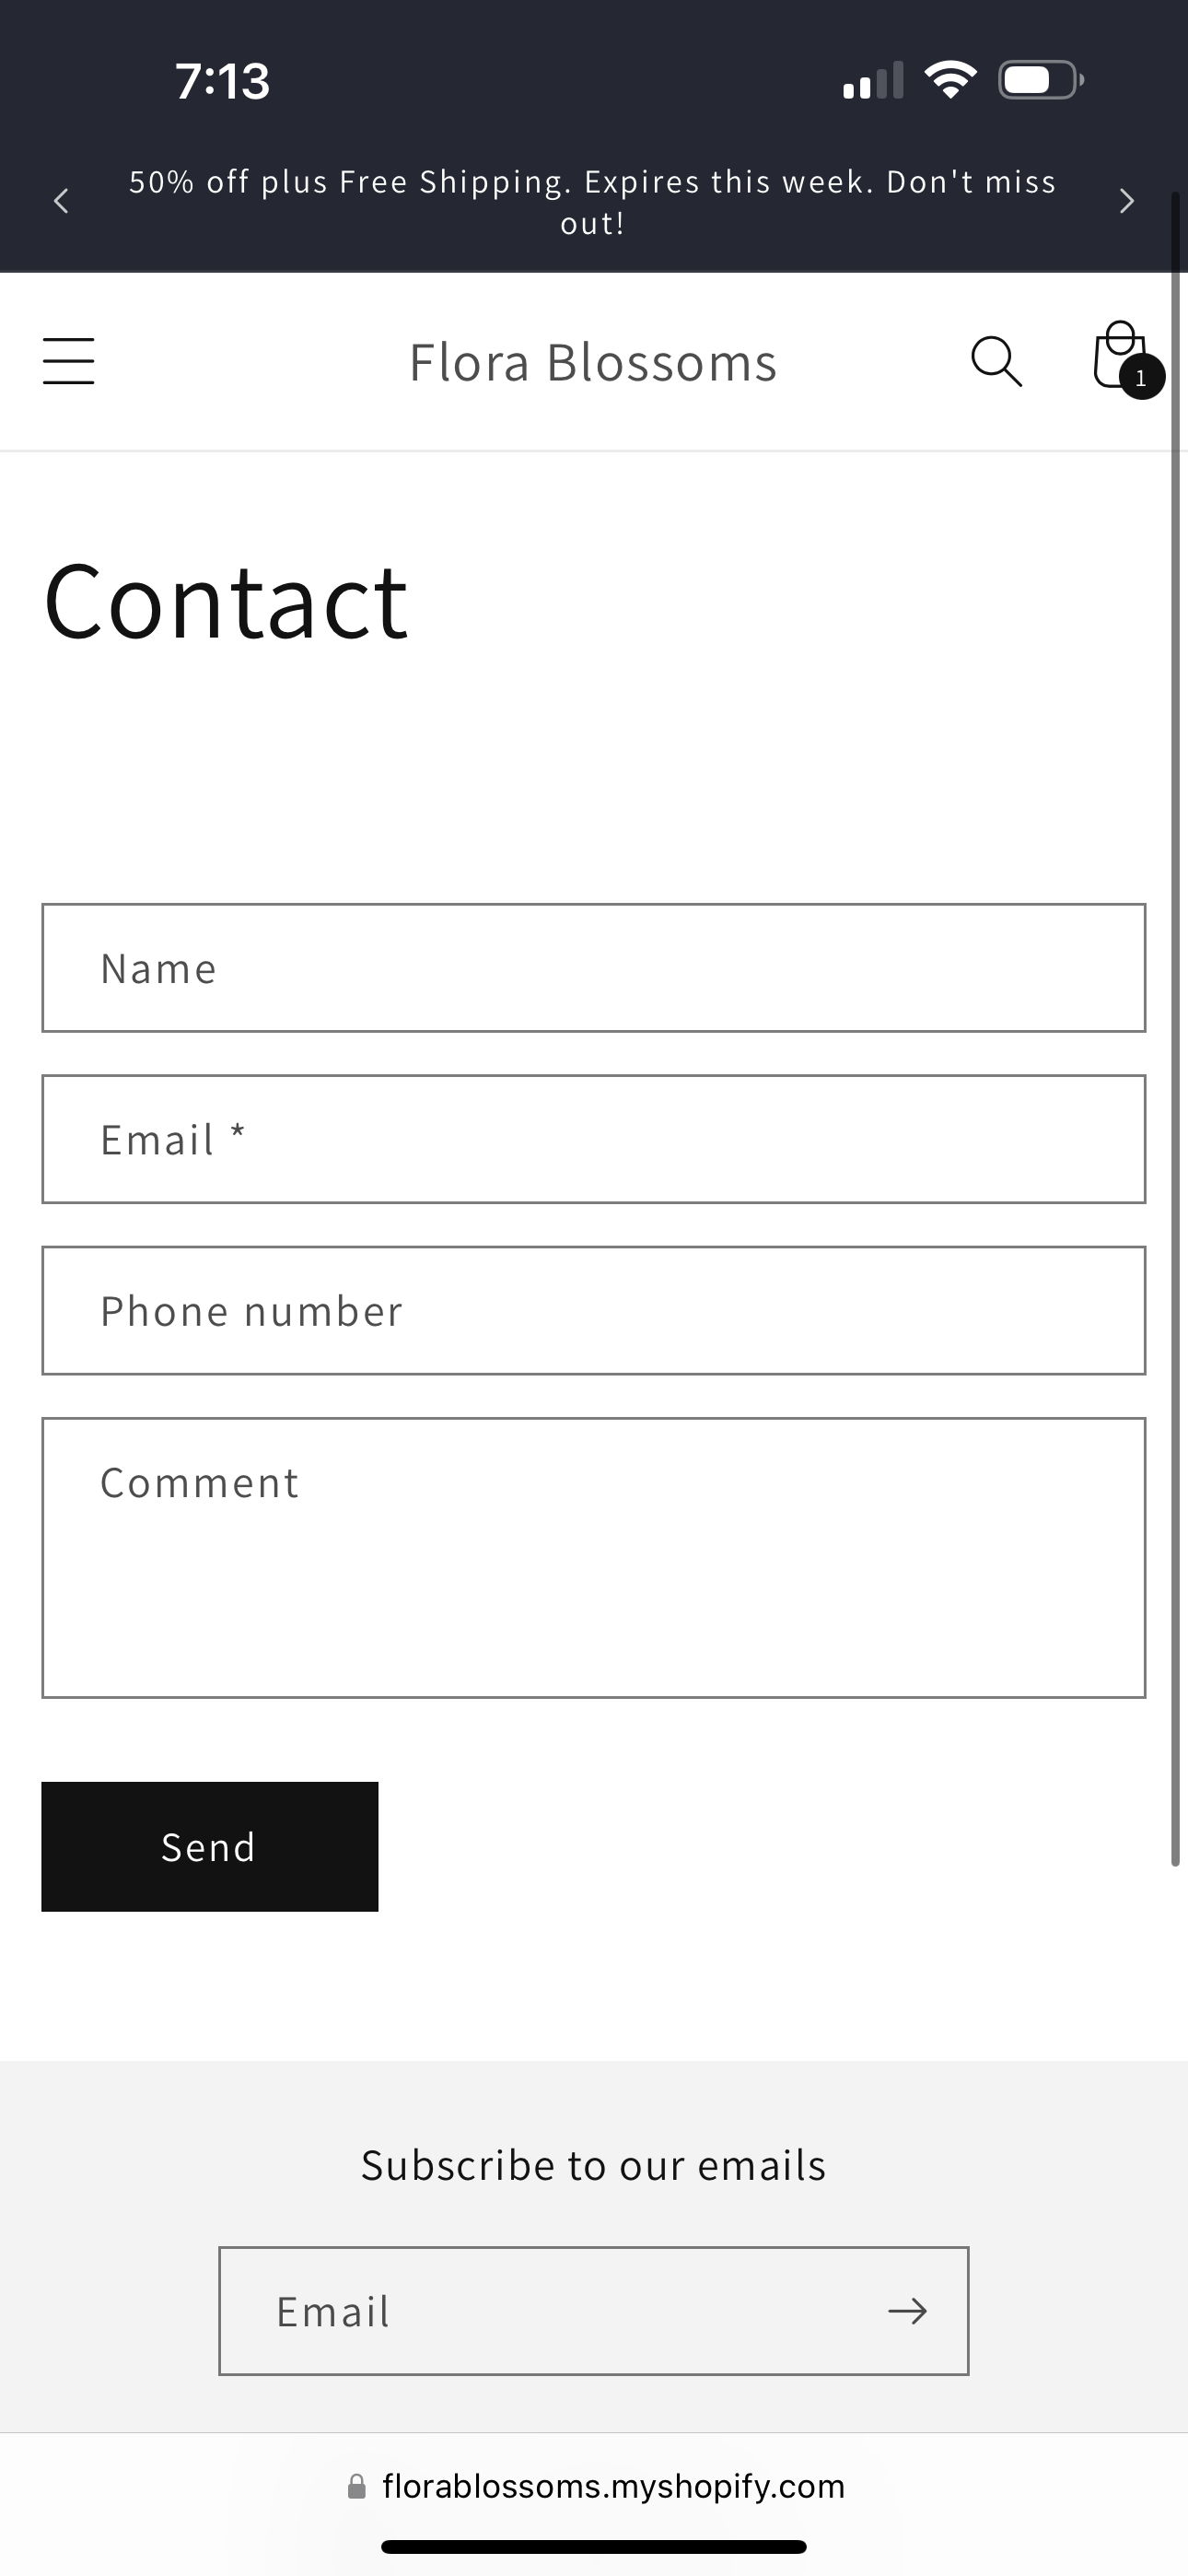 7:13
50% off plus Free Shipping. Expires this week. Don't miss
out!
Flora Blossoms
1
Contact
Name
Email *
Phone number
Comment
Send
Subscribe to our emails
Email
florablossoms.myshopify.com